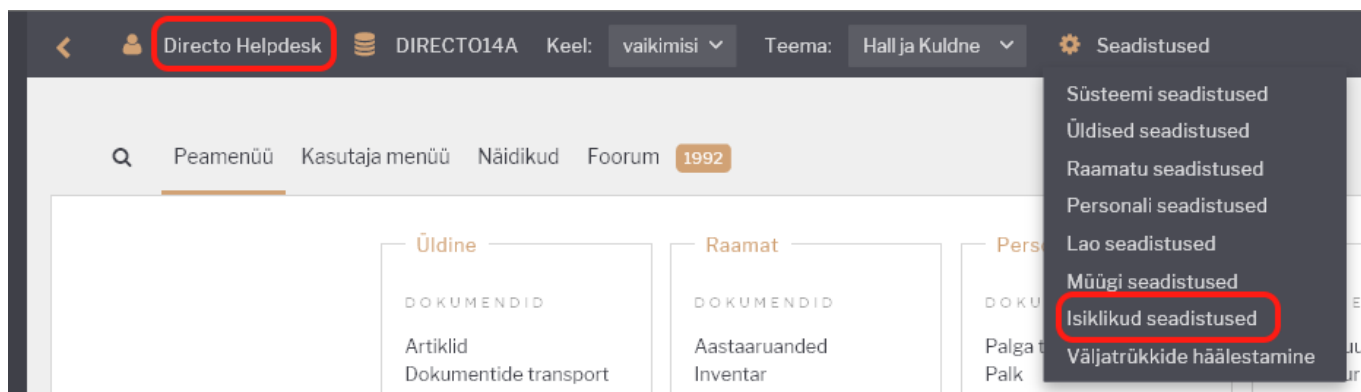 Directo Helpdesk DIRECTO14A Keel: vaikimisi Teema: Hall ja Kuldne Seadistused
Süsteemi seadistused
Üldised seadistused
Raamatu seadistused
Personali seadistused
Lao seadistused
Müügi seadistused
Isiklikud seadistused
Väljatrükkide häälestamine
Peamenüü Kasutaja menüü Näidikud Foorum 1992
Üldine
DOKUMENDID
Artiklid
Dokumentide transport
Raamat
DOKUMENDID
Aastaaruanded
Inventar
Palk